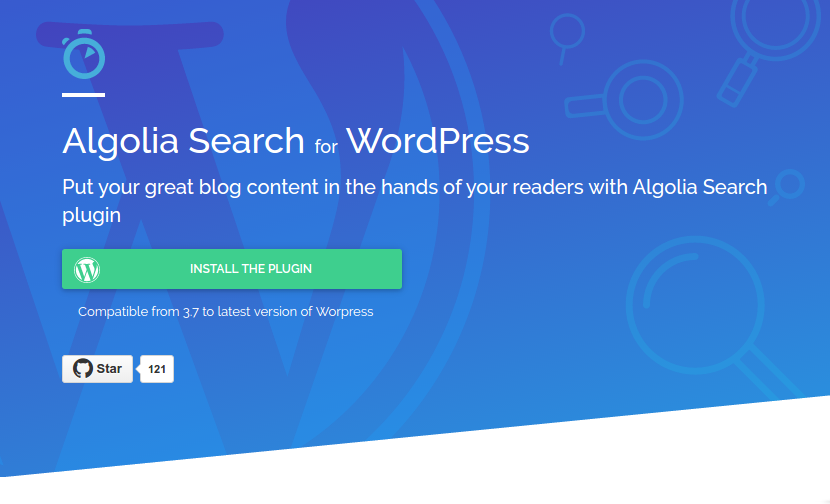 Algolia Search for WordPress
Put your great blog content in the hands of your readers with Algolia Search
plugin
INSTALL THE PLUGIN
Compatible from 3.7 to latest version of Worpress
Star 121